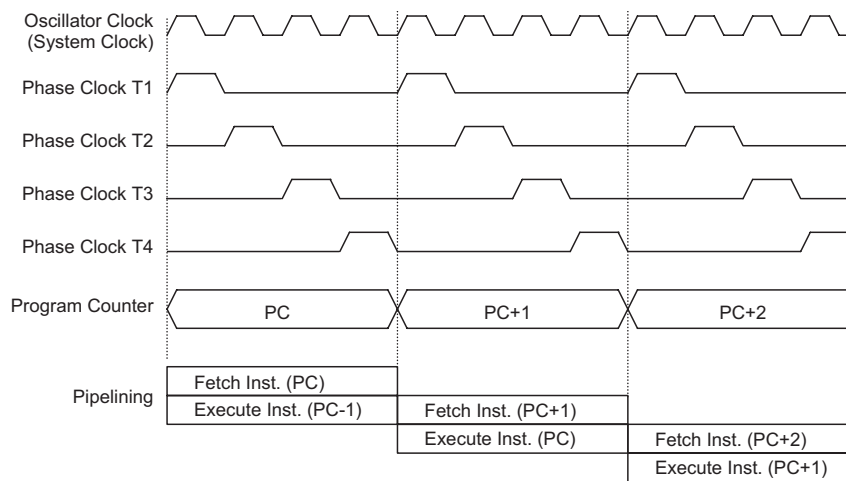 Oscillator Clock
(System Clock)
Phase Clock T1
Phase Clock T2
Phase Clock T3
Phase Clock T4
Program Counter
PC
PC+1
PC+2
Pipelining
Fetch Inst. (PC)
Execute Inst. (PC-1)
Fetch Inst. (PC+1)
Execute Inst. (PC)
Fetch Inst. (PC+2)
Execute Inst. (PC+1)